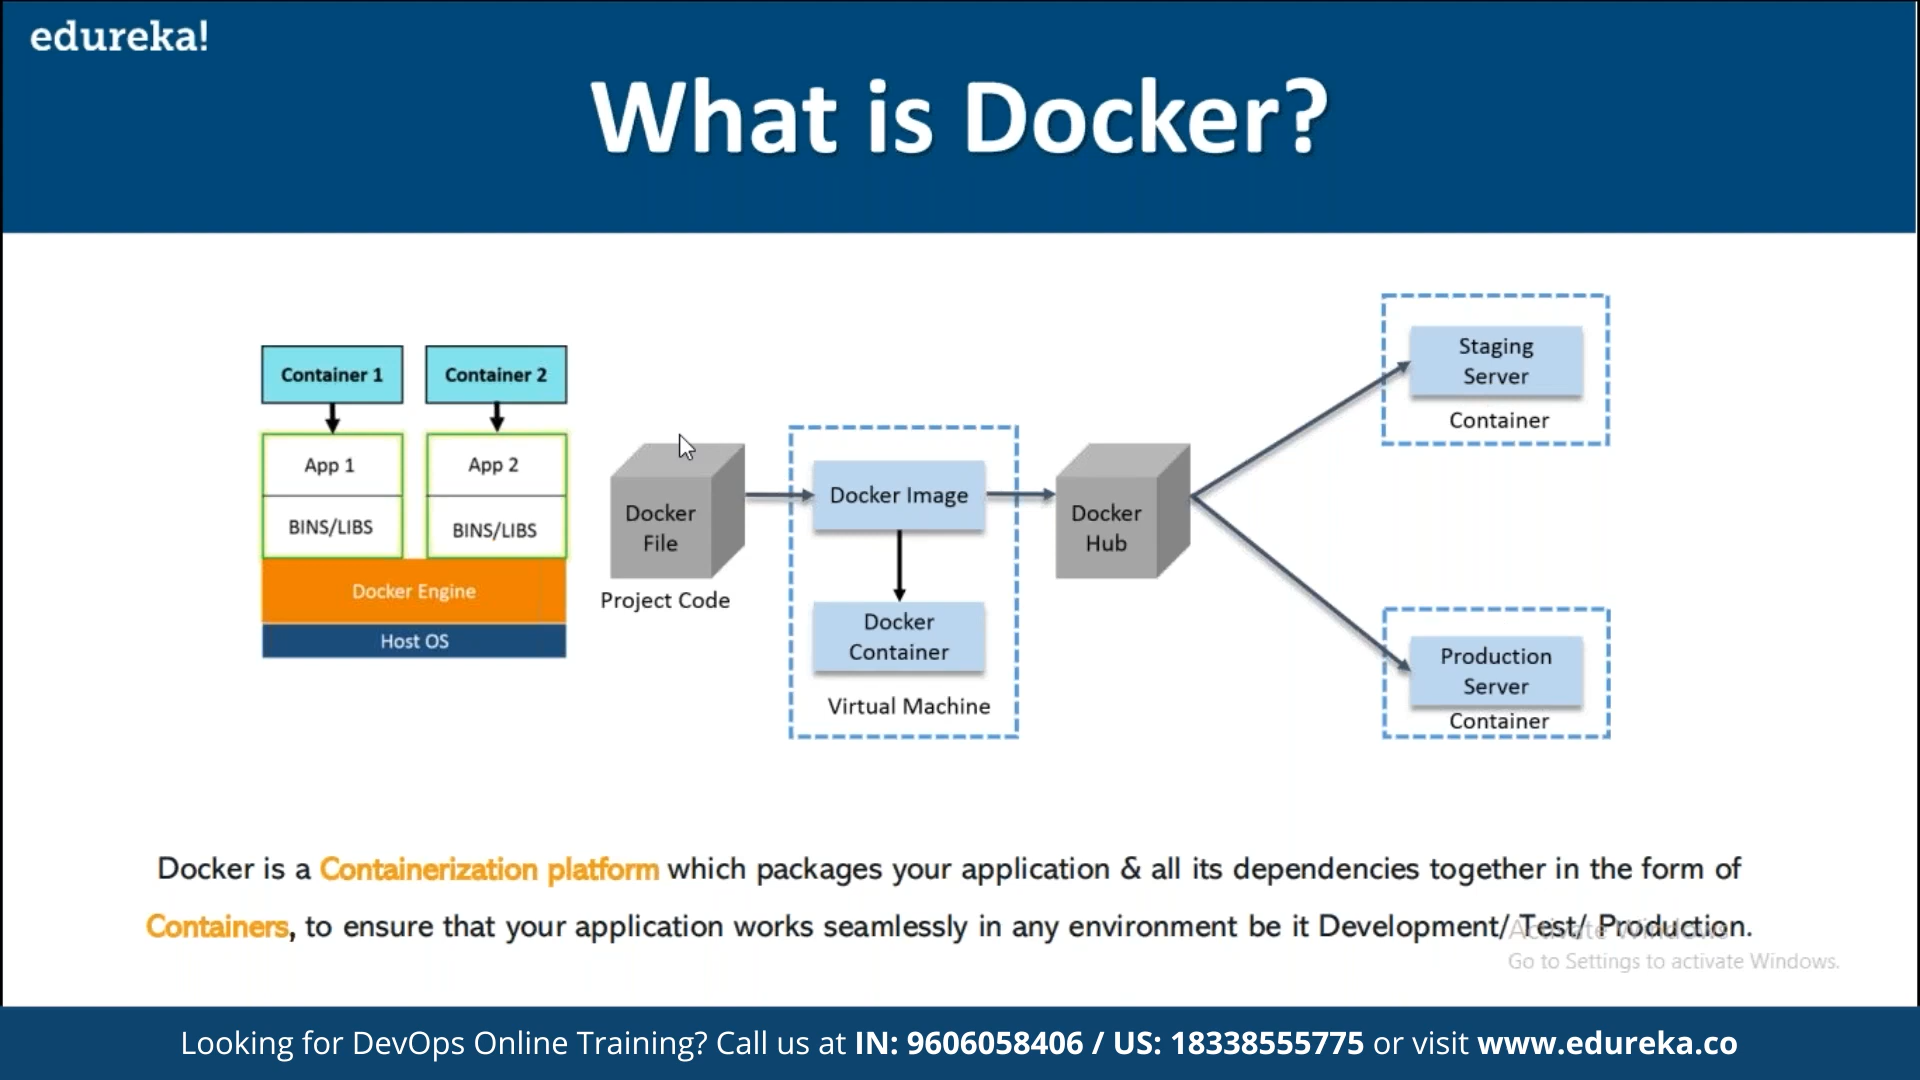 edureka!
What is Docker?
Container 1
Container 2
App 1
App 2
BINS/LIBS
BINS/LIBS
Docker Engine
Host OS
Docker
File
Project Code
Docker Image
Docker
Container
Virtual Machine
Docker
Hub
Staging
Server
Container
Production
Server
Container
Docker is a Containerization platform which packages your application & all its dependencies together in the form of
Containers, to ensure that your application works seamlessly in any environment be it Development/ Test/ Production.
Activate Windows
Go to Settings to activate Windows.
Looking for DevOps Online Training? Call us at IN: 9606058406 / US: 18338555775 or visit www.edureka.co